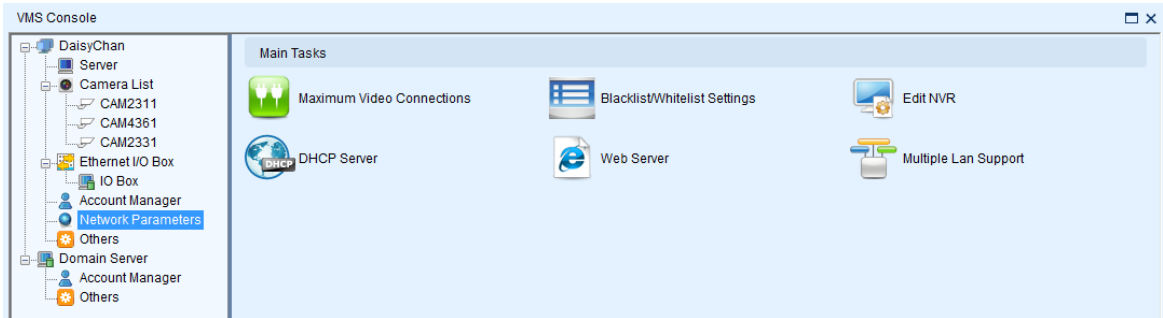 VMS Console
DaisyChan
Server
Camera List
CAM2311
CAM4361
CAM2331
Ethernet I/O Box
IO Box
Account Manager
Network Parameters
Others
Domain Server
Account Manager
Others
Main Tasks
Maximum Video Connections
Blacklist/Whitelist Settings
Edit NVR
DHCP
DHCP Server
Web Server
Multiple Lan Support